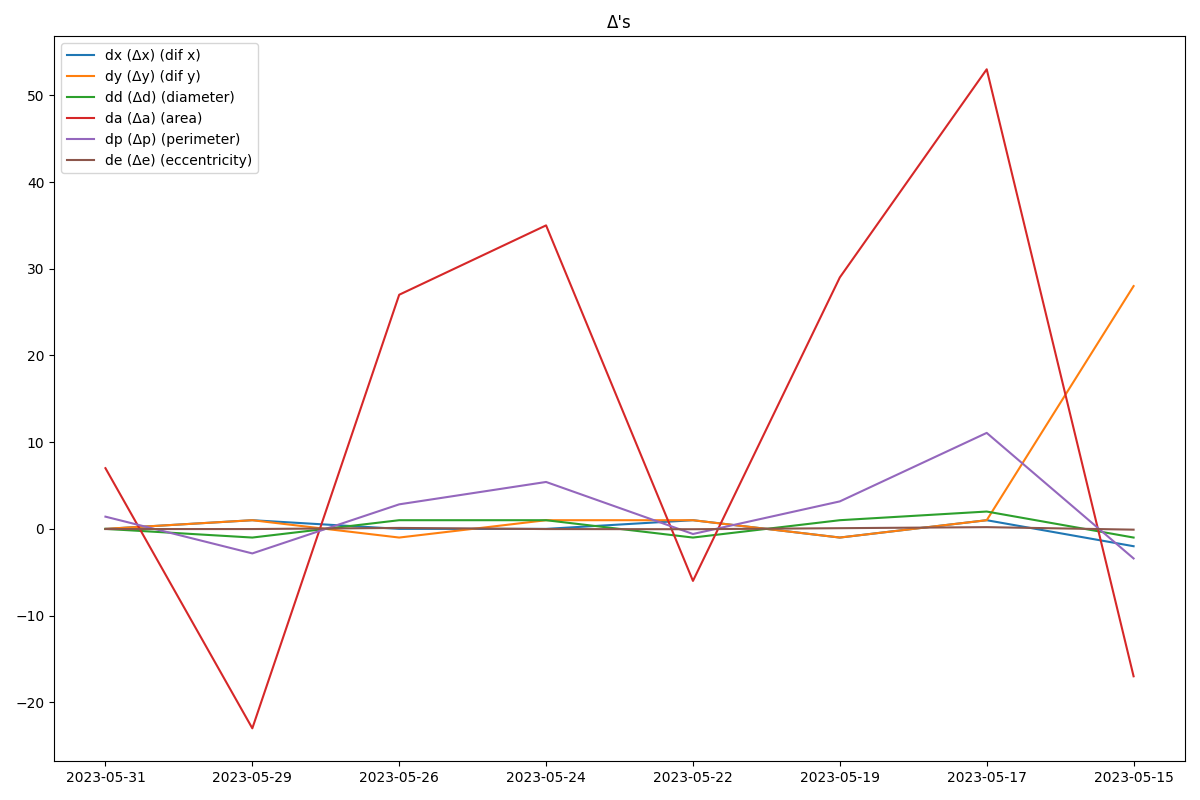 Δ's
dx (Δx) (dif x)
dy (Δy) (dif y)
dd (Δd) (diameter)
da (Δa) (area)
dp (Δp) (perimeter)
de (Δe) (eccentricity)
50
40
30
20
10
0
−10
−20
2023-05-31 2023-05-29 2023-05-26 2023-05-24 2023-05-22 2023-05-19 2023-05-17 2023-05-15